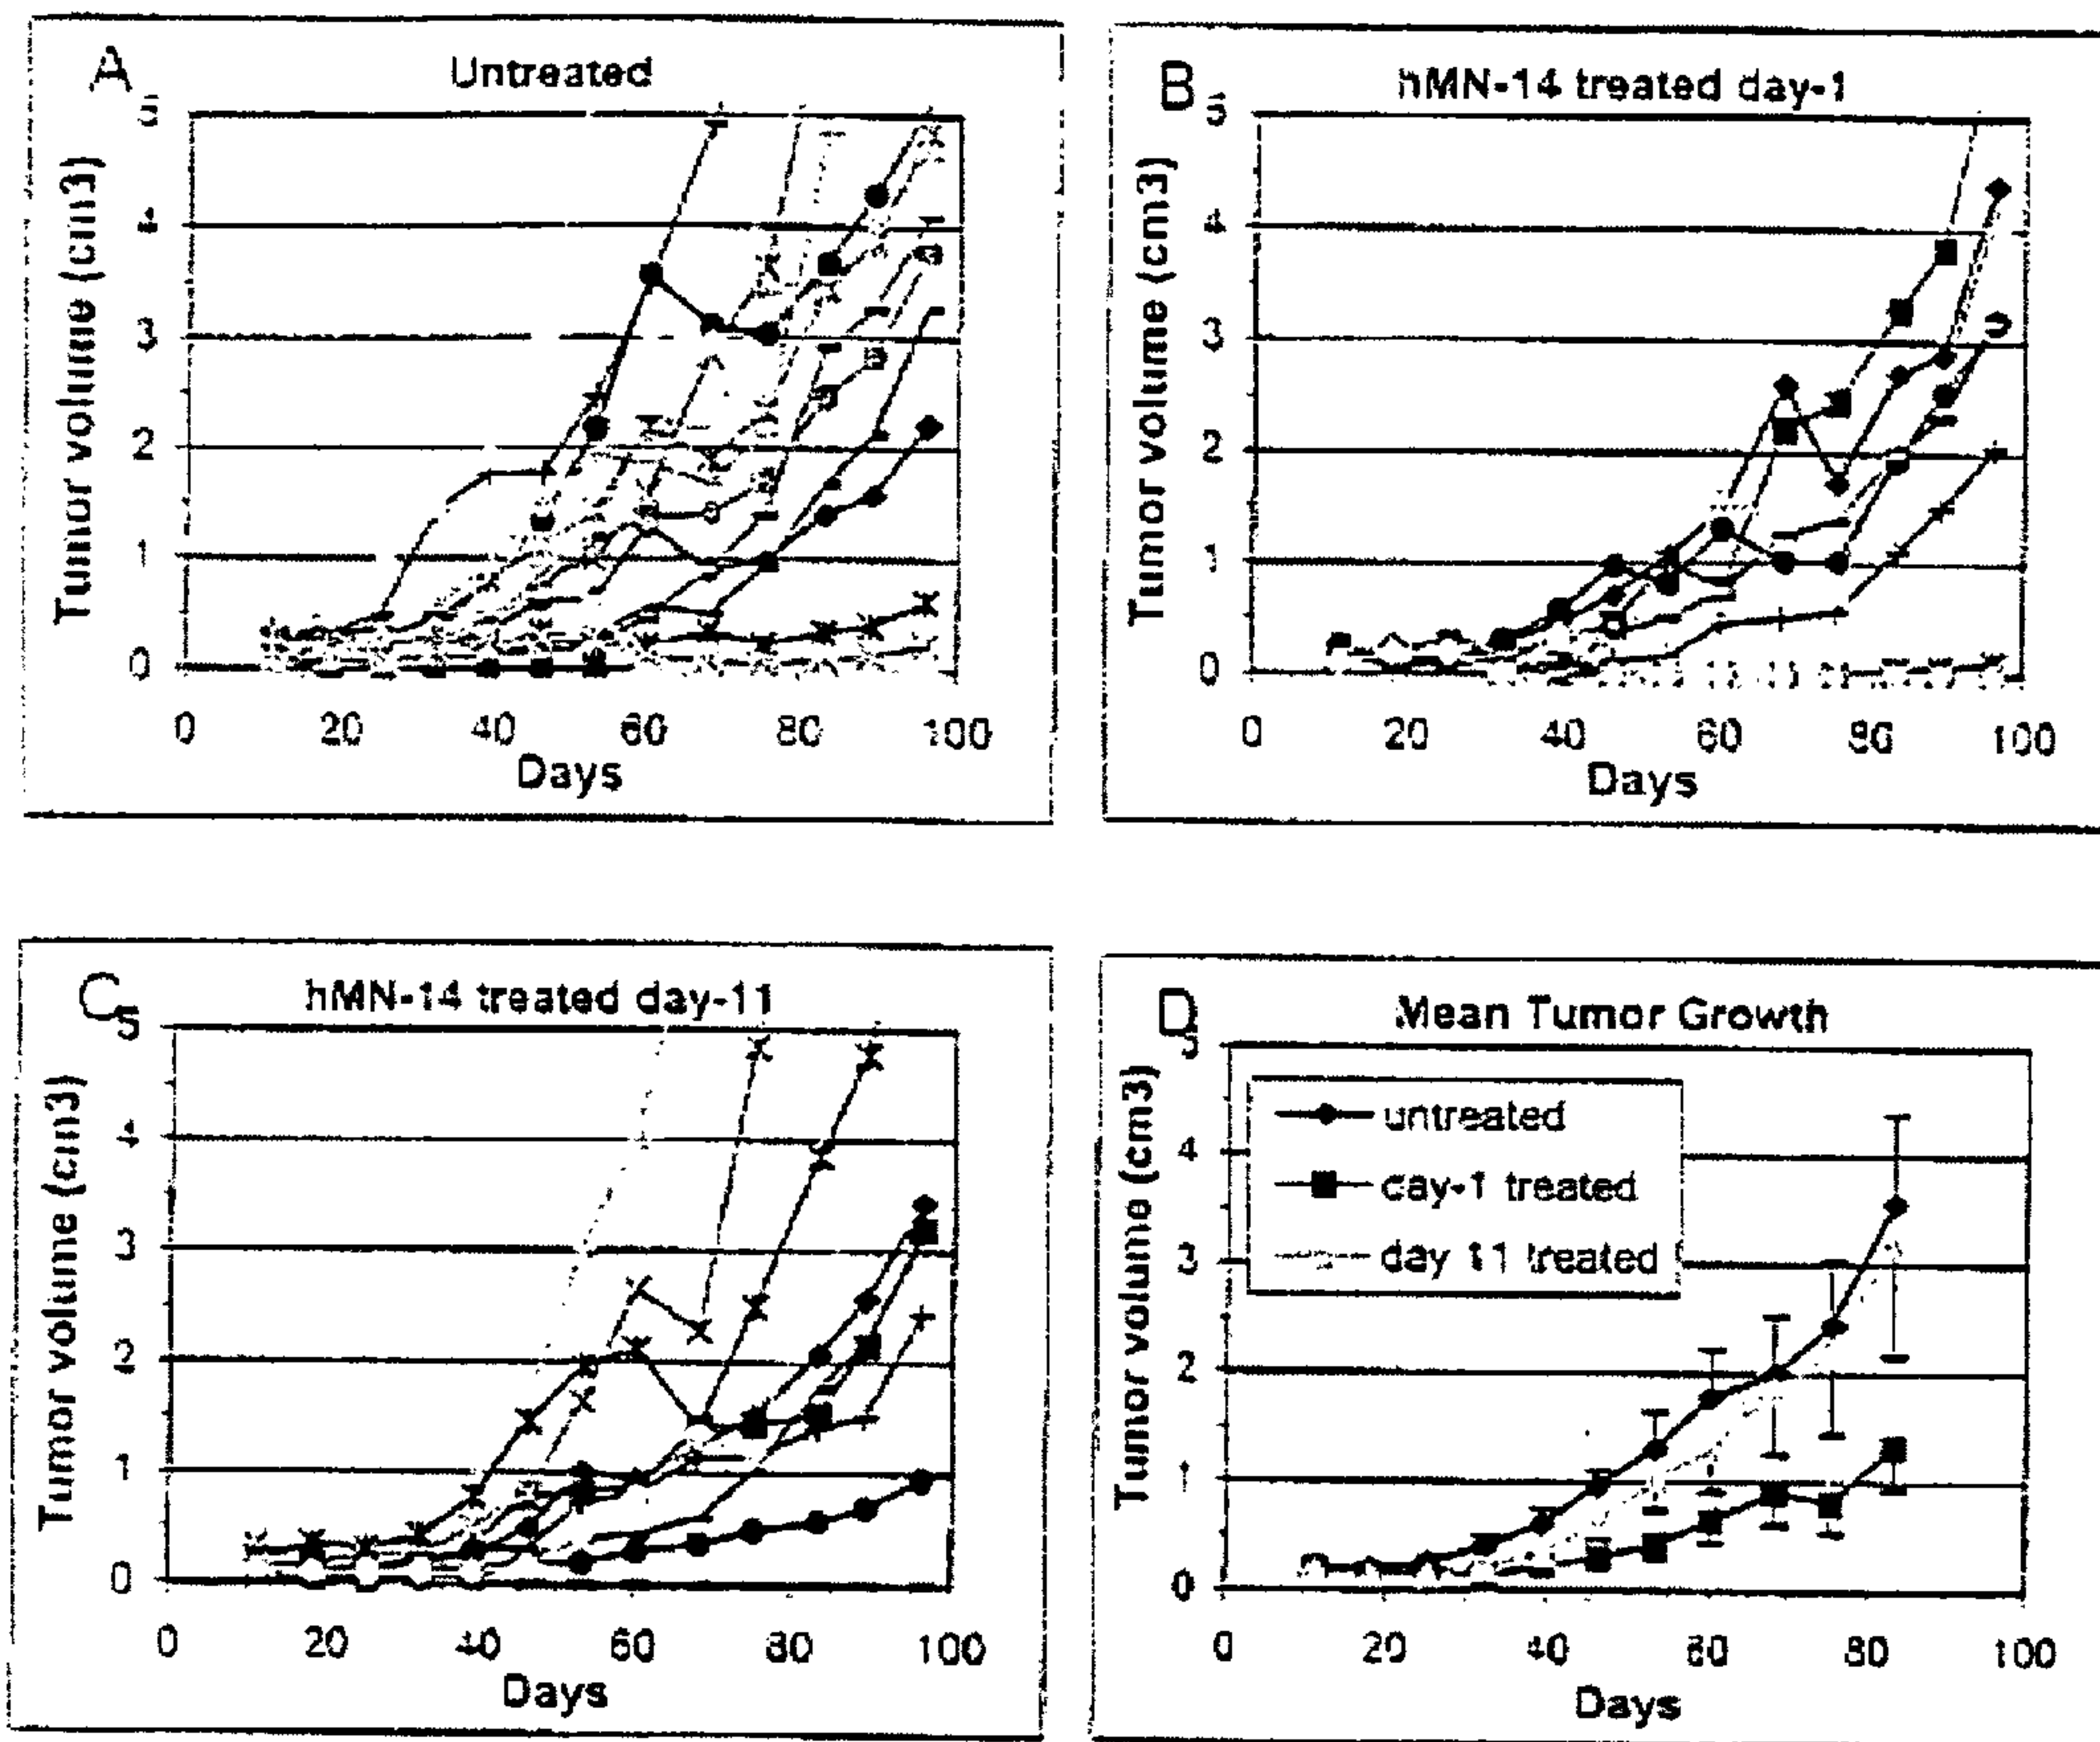 A
Untreated
Tumor volume (cm3)
5
4
3
2
1
0
0 20 40 60 80 100
Days
B
hMN-14 treated day-1
Tumor volume (cm3)
5
4
3
2
1
0
0 20 40 60 80 100
Days
C
hMN-14 treated day-11
Tumor volume (cm3)
5
4
3
2
1
0
0 20 40 60 80 100
Days
D
Mean Tumor Growth
Tumor volume (cm3)
5
4
3
2
1
0
untreated
day-1 treated
day 11 treated
0 20 40 60 80 100
Days